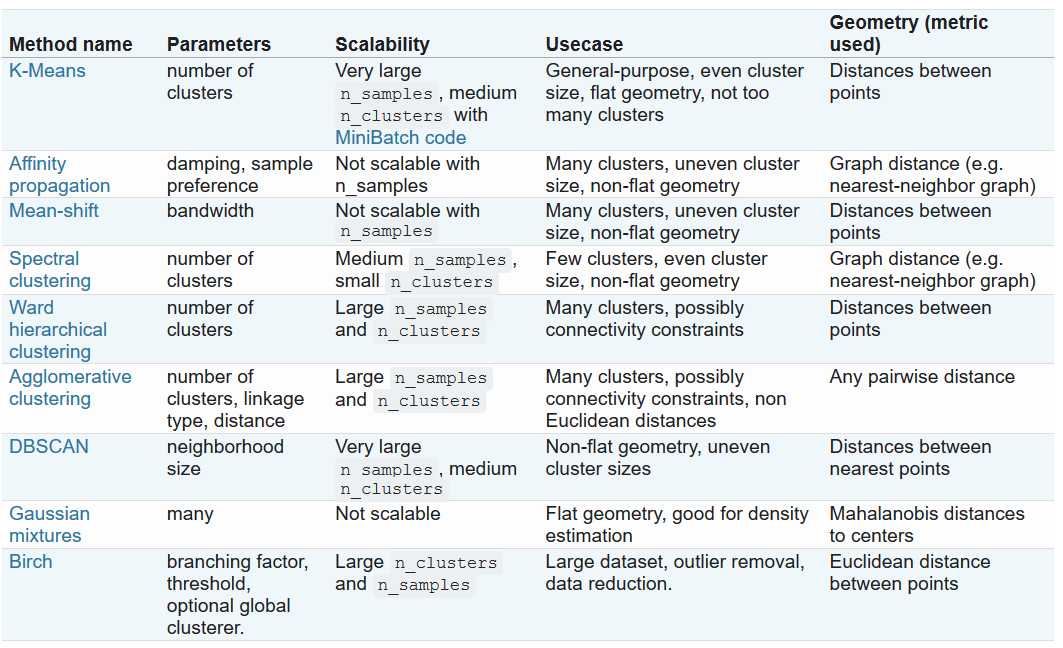 Method name Parameters Scalability Usecase Geometry (metric used)
K-Means number of clusters Very large n_samples, medium n_clusters with MiniBatch code General-purpose, even cluster size, flat geometry, not too many clusters Distances between points
Affinity propagation damping, sample preference Not scalable with n_samples Many clusters, uneven cluster size, non-flat geometry Graph distance (e.g. nearest-neighbor graph)
Mean-shift bandwidth Not scalable with n_samples Many clusters, uneven cluster size, non-flat geometry Distances between points
Spectral clustering number of clusters Medium n_samples, small n_clusters Few clusters, even cluster size, non-flat geometry Graph distance (e.g. nearest-neighbor graph)
Ward hierarchical clustering number of clusters Large n_samples and n_clusters Many clusters, possibly connectivity constraints Distances between points
Agglomerative clustering number of clusters, linkage type, distance Large n_samples and n_clusters Many clusters, possibly connectivity constraints, non Euclidean distances Any pairwise distance
DBSCAN neighborhood size Very large n_samples, medium n_clusters Non-flat geometry, uneven cluster sizes Distances between nearest points
Gaussian mixtures many Not scalable Flat geometry, good for density estimation Mahalanobis distances to centers
Birch branching factor, threshold, optional global clusterer. Large n_clusters and n_samples Large dataset, outlier removal, data reduction. Euclidean distance between points